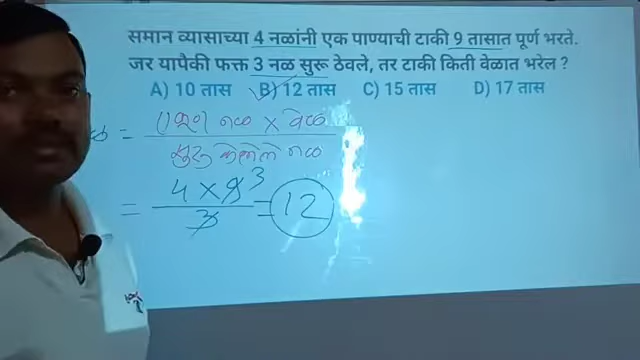 समान व्यासाच्या 4 नळांनी एक पाण्याची टाकी 9 तासात पूर्ण भरते.
जर यापैकी फक्त 3 नळ सुरू ठेवले, तर टाकी किती वेळात भरेल ?
A) 10 तास B) 12 तास C) 15 तास D) 17 तास
= एकूण नळ × वेळ
सुरु केलेले नळ
= 4 × 9 3
3
= 12